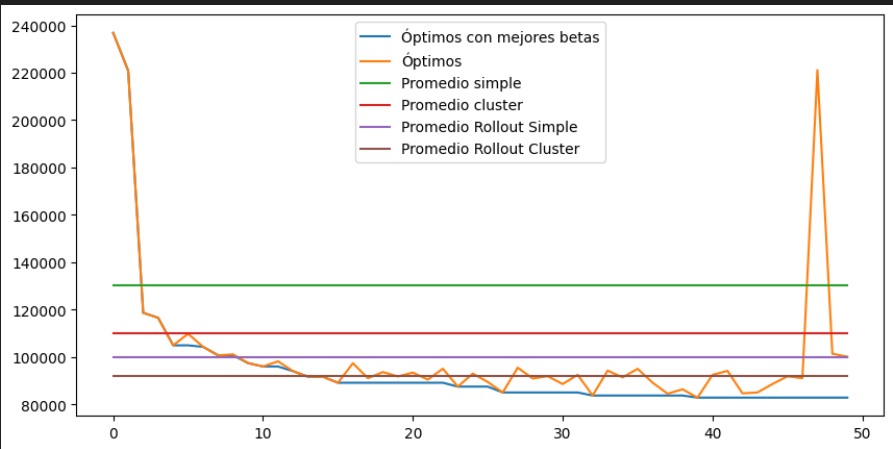 240000
220000
200000
180000
160000
140000
120000
100000
80000
Óptimos con mejores betas
Óptimos
Promedio simple
Promedio cluster
Promedio Rollout Simple
Promedio Rollout Cluster
0 10 20 30 40 50